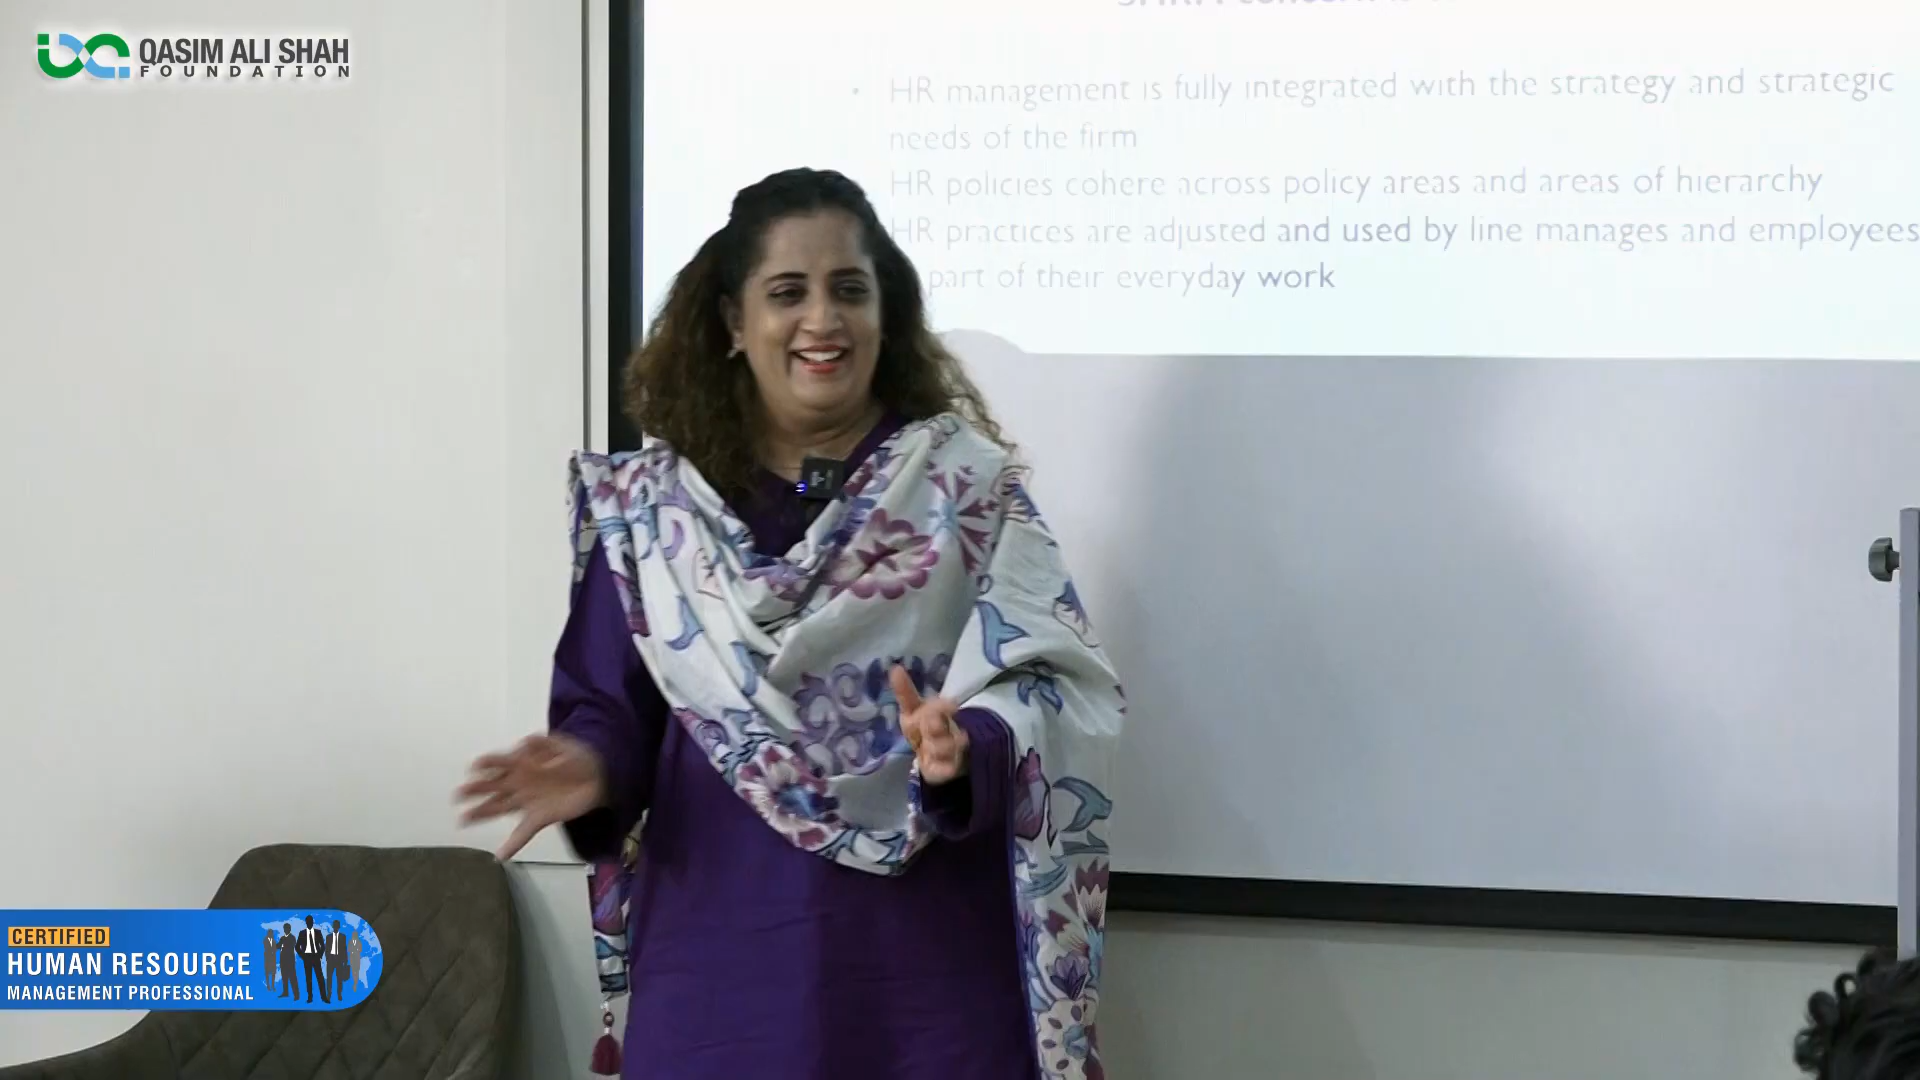 QASIM ALI SHAH
FOUNDATION
HR management is fully integrated with the strategy and strategic
needs of the firm
HR policies cohere across policy areas and areas of hierarchy
HR practices are adjusted and used by line manages and employees
part of their everyday work
CERTIFIED
HUMAN RESOURCE
MANAGEMENT PROFESSIONAL